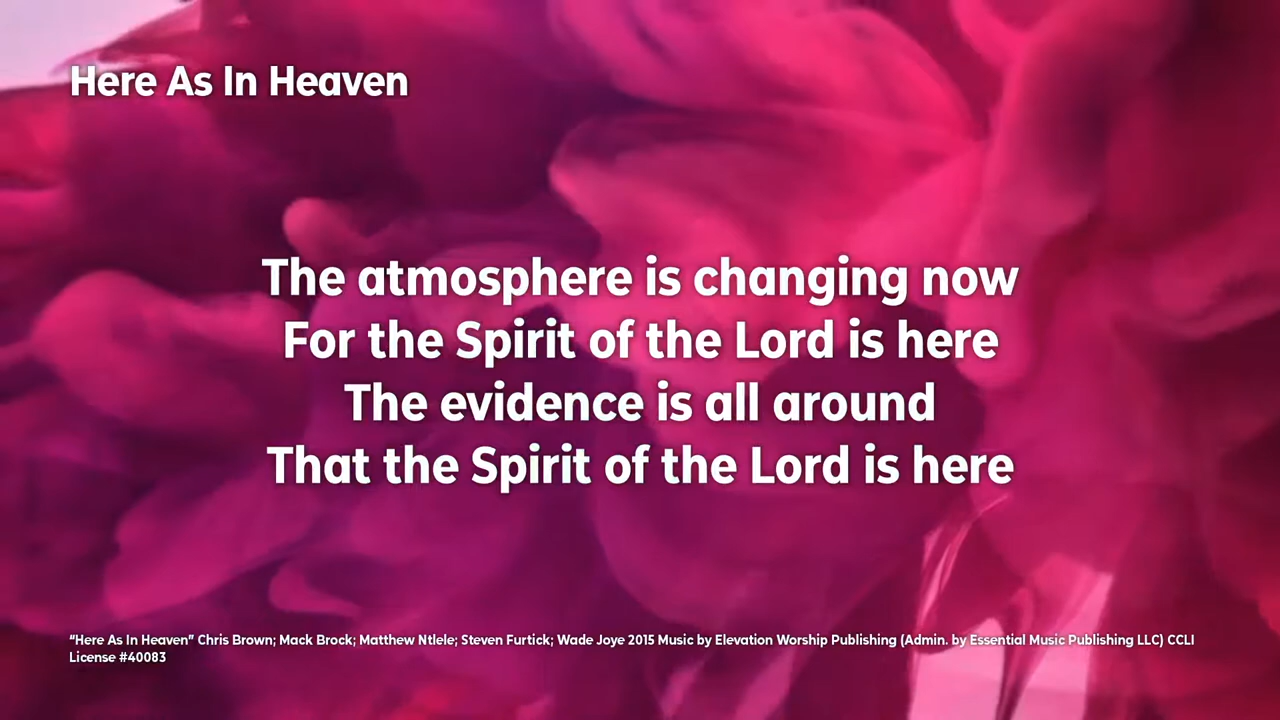 Here As In Heaven
The atmosphere is changing now
For the Spirit of the Lord is here
The evidence is all around
That the Spirit of the Lord is here
“Here As In Heaven” Chris Brown; Mack Brock; Matthew Ntlele; Steven Furtick; Wade Joye 2015 Music by Elevation Worship Publishing (Admin. by Essential Music Publishing LLC) CCLI
License #40083